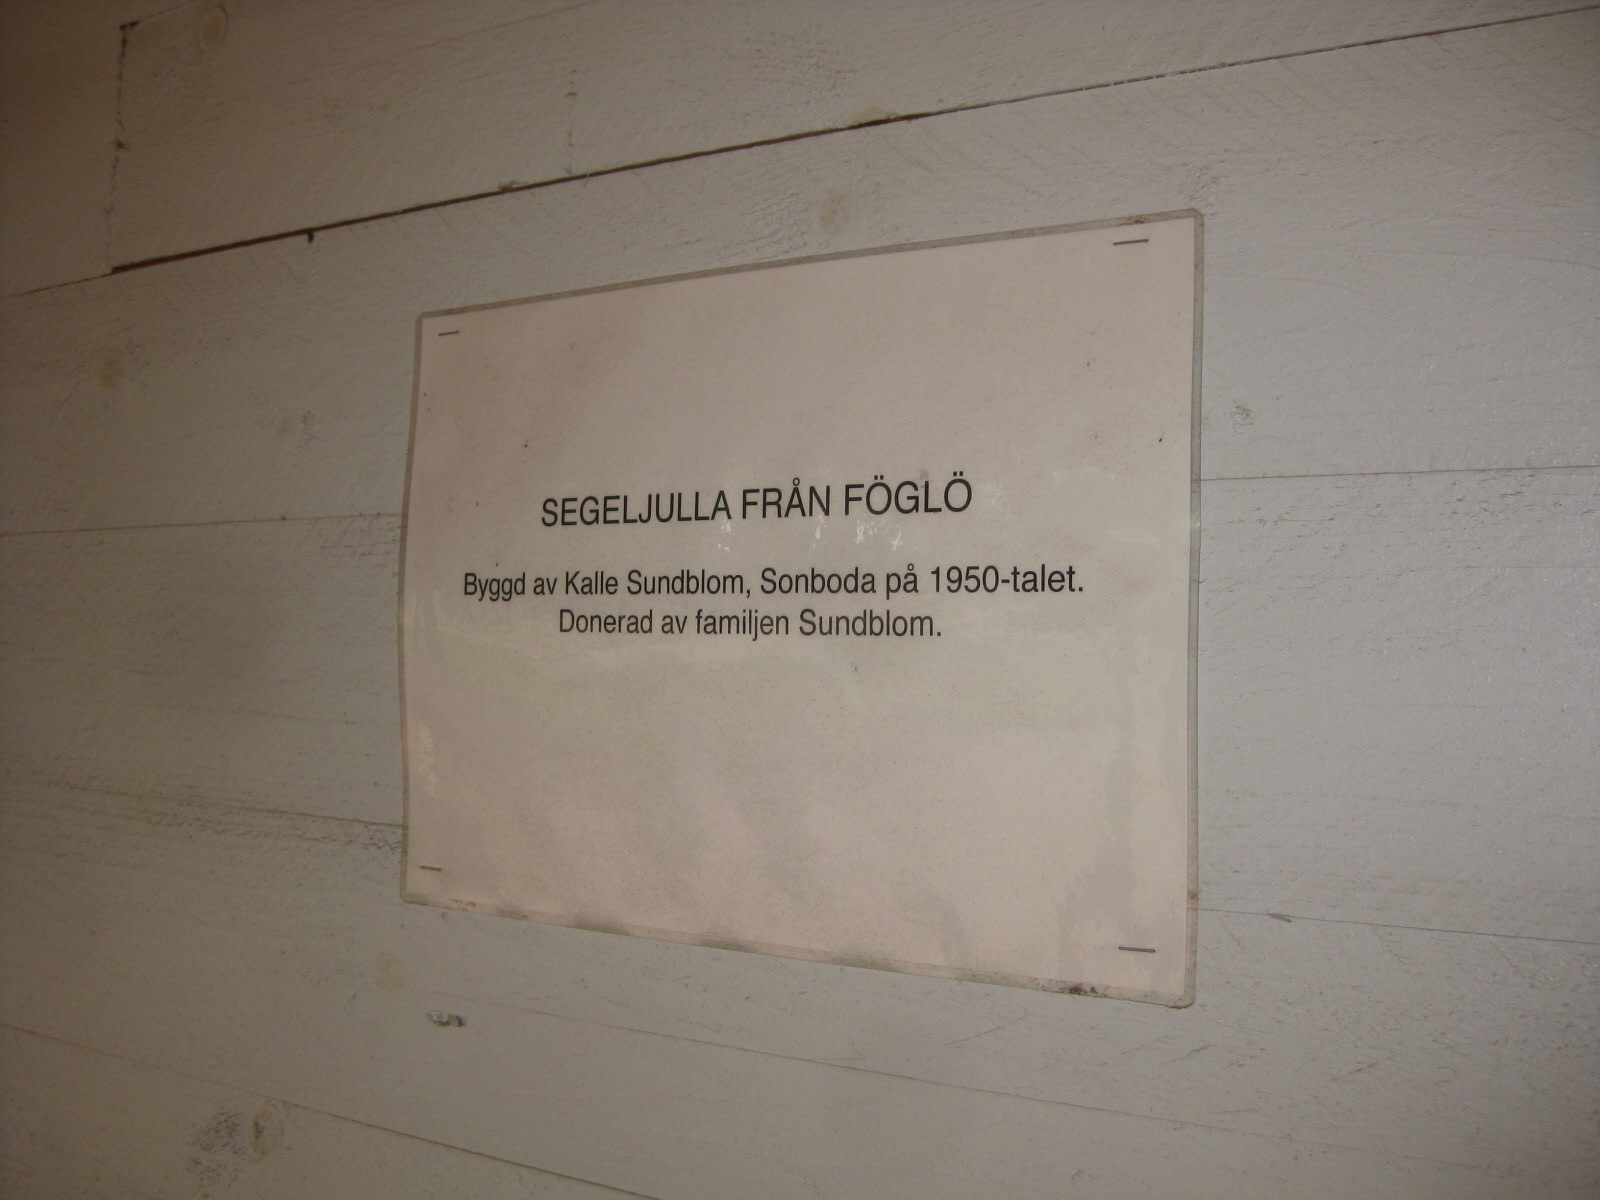 SEGELJULLA FRÅN FÖGLÖ
Byggd av Kalle Sundblom, Sonboda på 1950-talet.
Donerad av familjen Sundblom.